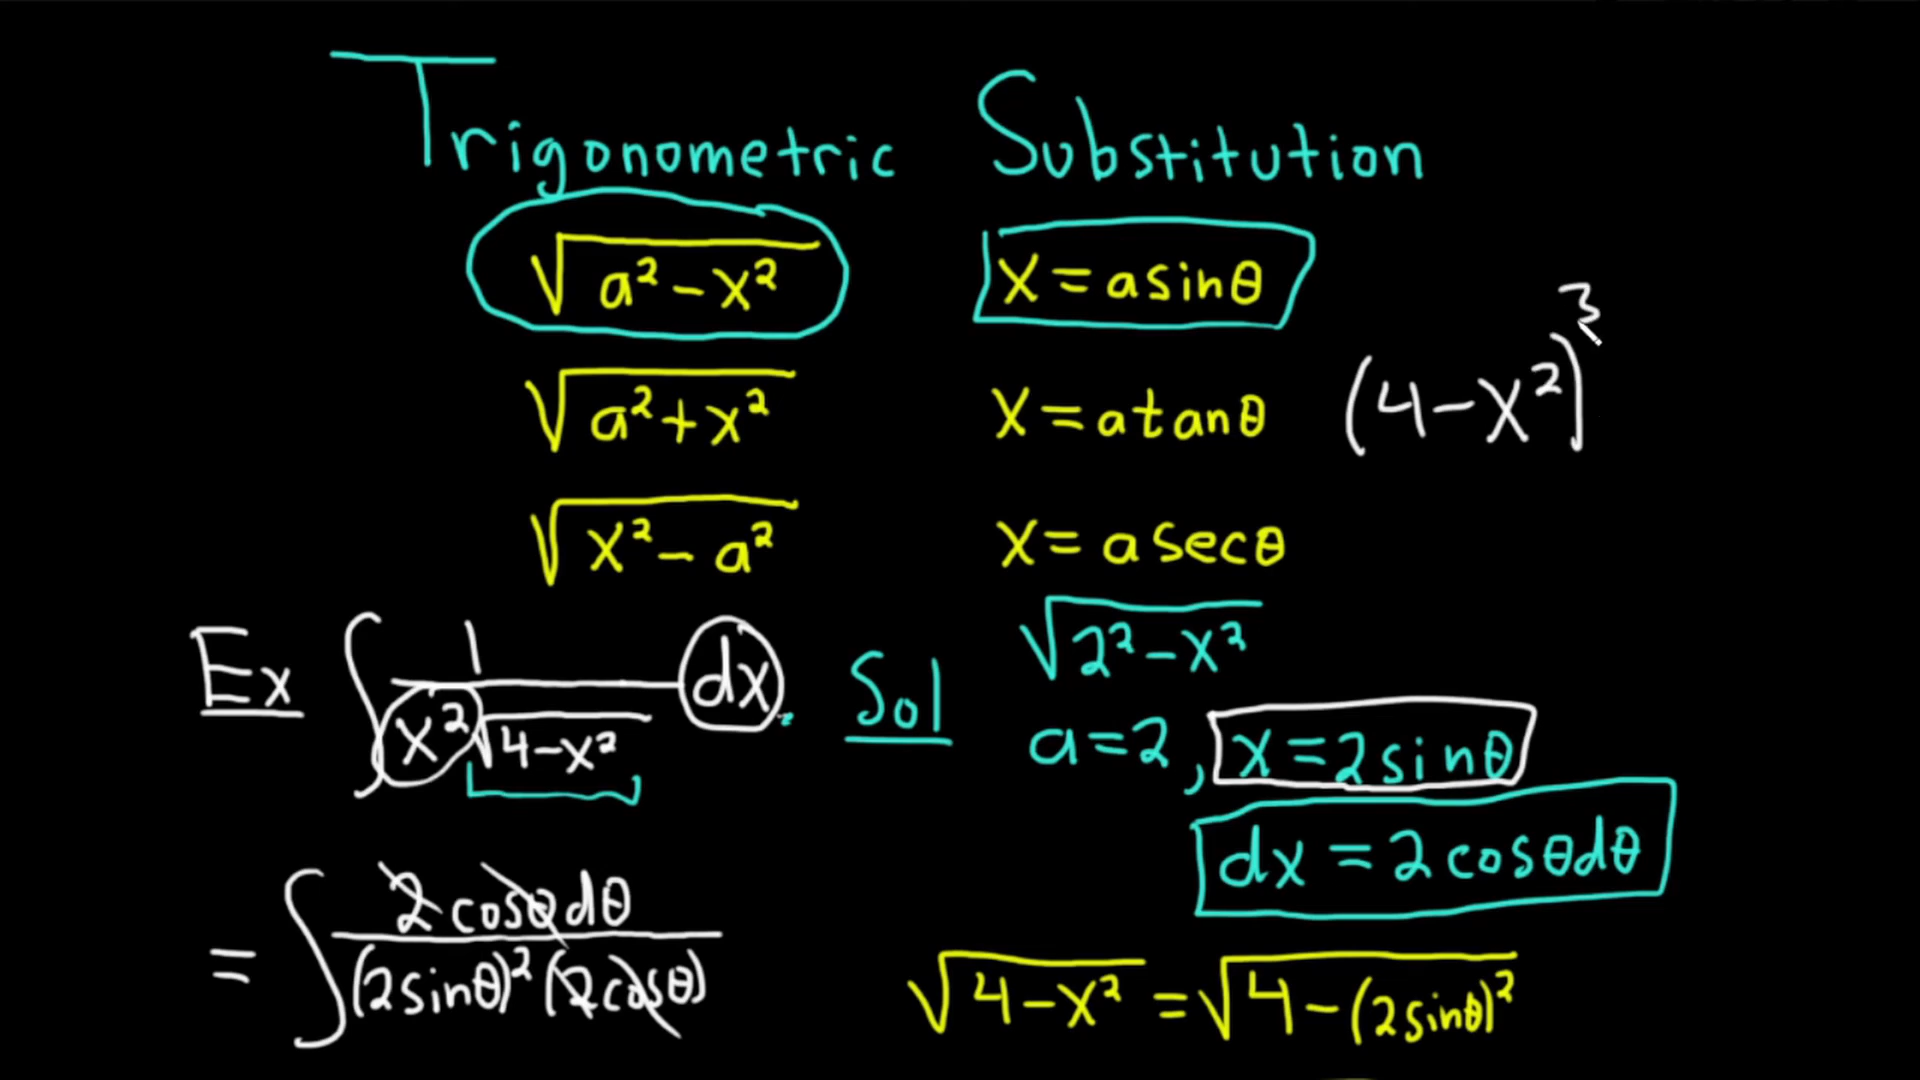 Trigonometric Substitution
√(a²-x²) x = asinθ
√(a²+x²) x = atanθ (4-x²)³
√(x²-a²) x = asecθ
Ex ∫ 1/(x²√(4-x²)) dx. Sol √(2²-x²)
a=2, x=2sinθ
dx = 2cosθdθ
= ∫ 2cosθdθ/((2sinθ)²(2cosθ))
√(4-x²) = √(4-(2sinθ)²)